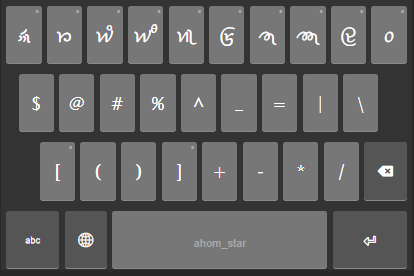 𑜱 𑜲 𑜳 𑜴 𑜵 𑜶 𑜷 𑜸 𑜹 𑜰
$ @ # % ^ _ = | \
[ ( ) ] + - * /
abc ahom_star